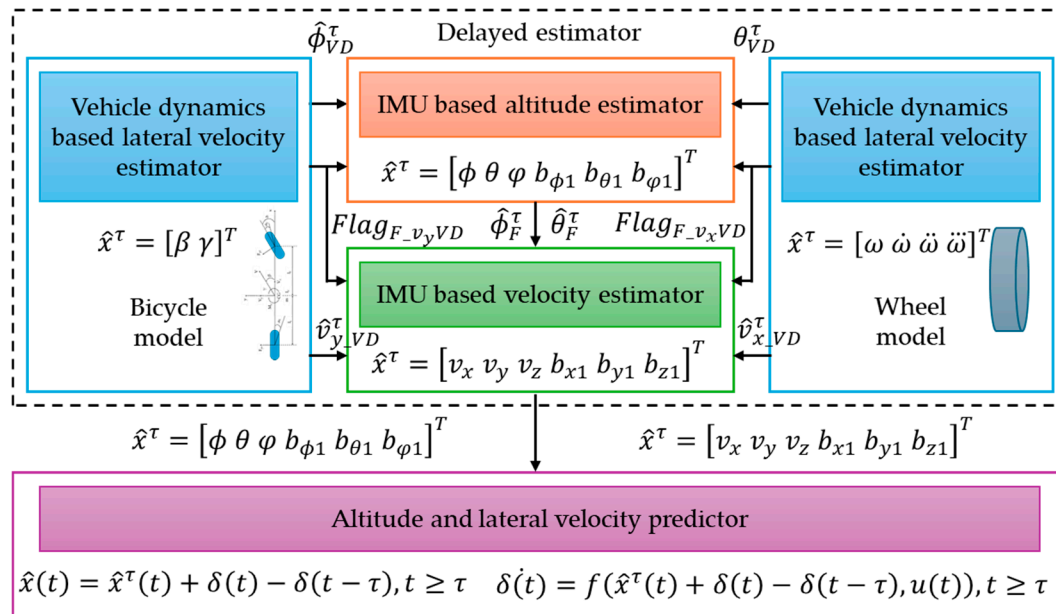 Delayed estimator
$\hat{\phi}_{VD}^{\tau}$
$\theta_{VD}^{\tau}$
Vehicle dynamics
based lateral velocity
estimator
$\hat{x}^{\tau} = [\beta\ \gamma]^T$
Bicycle
model
IMU based altitude estimator
$\hat{x}^{\tau} = [\phi\ \theta\ \varphi\ b_{\phi 1}\ b_{\theta 1}\ b_{\varphi 1}]^T$
$Flag_{F\_v_yVD}$
$\hat{\phi}_F^{\tau}$ $\hat{\theta}_F^{\tau}$
$Flag_{F\_v_xVD}$
IMU based velocity estimator
$\hat{v}_{y\_VD}^{\tau}$
$\hat{x}^{\tau} = [v_x\ v_y\ v_z\ b_{x1}\ b_{y1}\ b_{z1}]^T$
$\hat{v}_{x\_VD}^{\tau}$
Vehicle dynamics
based lateral velocity
estimator
$\hat{x}^{\tau} = [\omega\ \dot{\omega}\ \ddot{\omega}\ \dddot{\omega}]^T$
Wheel
model
$\hat{x}^{\tau} = [\phi\ \theta\ \varphi\ b_{\phi 1}\ b_{\theta 1}\ b_{\varphi 1}]^T$
$\hat{x}^{\tau} = [v_x\ v_y\ v_z\ b_{x1}\ b_{y1}\ b_{z1}]^T$
Altitude and lateral velocity predictor
$\hat{x}(t) = \hat{x}^{\tau}(t) + \delta(t) - \delta(t - \tau), t \geq \tau$
$\dot{\delta(t)} = f(\hat{x}^{\tau}(t) + \delta(t) - \delta(t - \tau), u(t)), t \geq \tau$